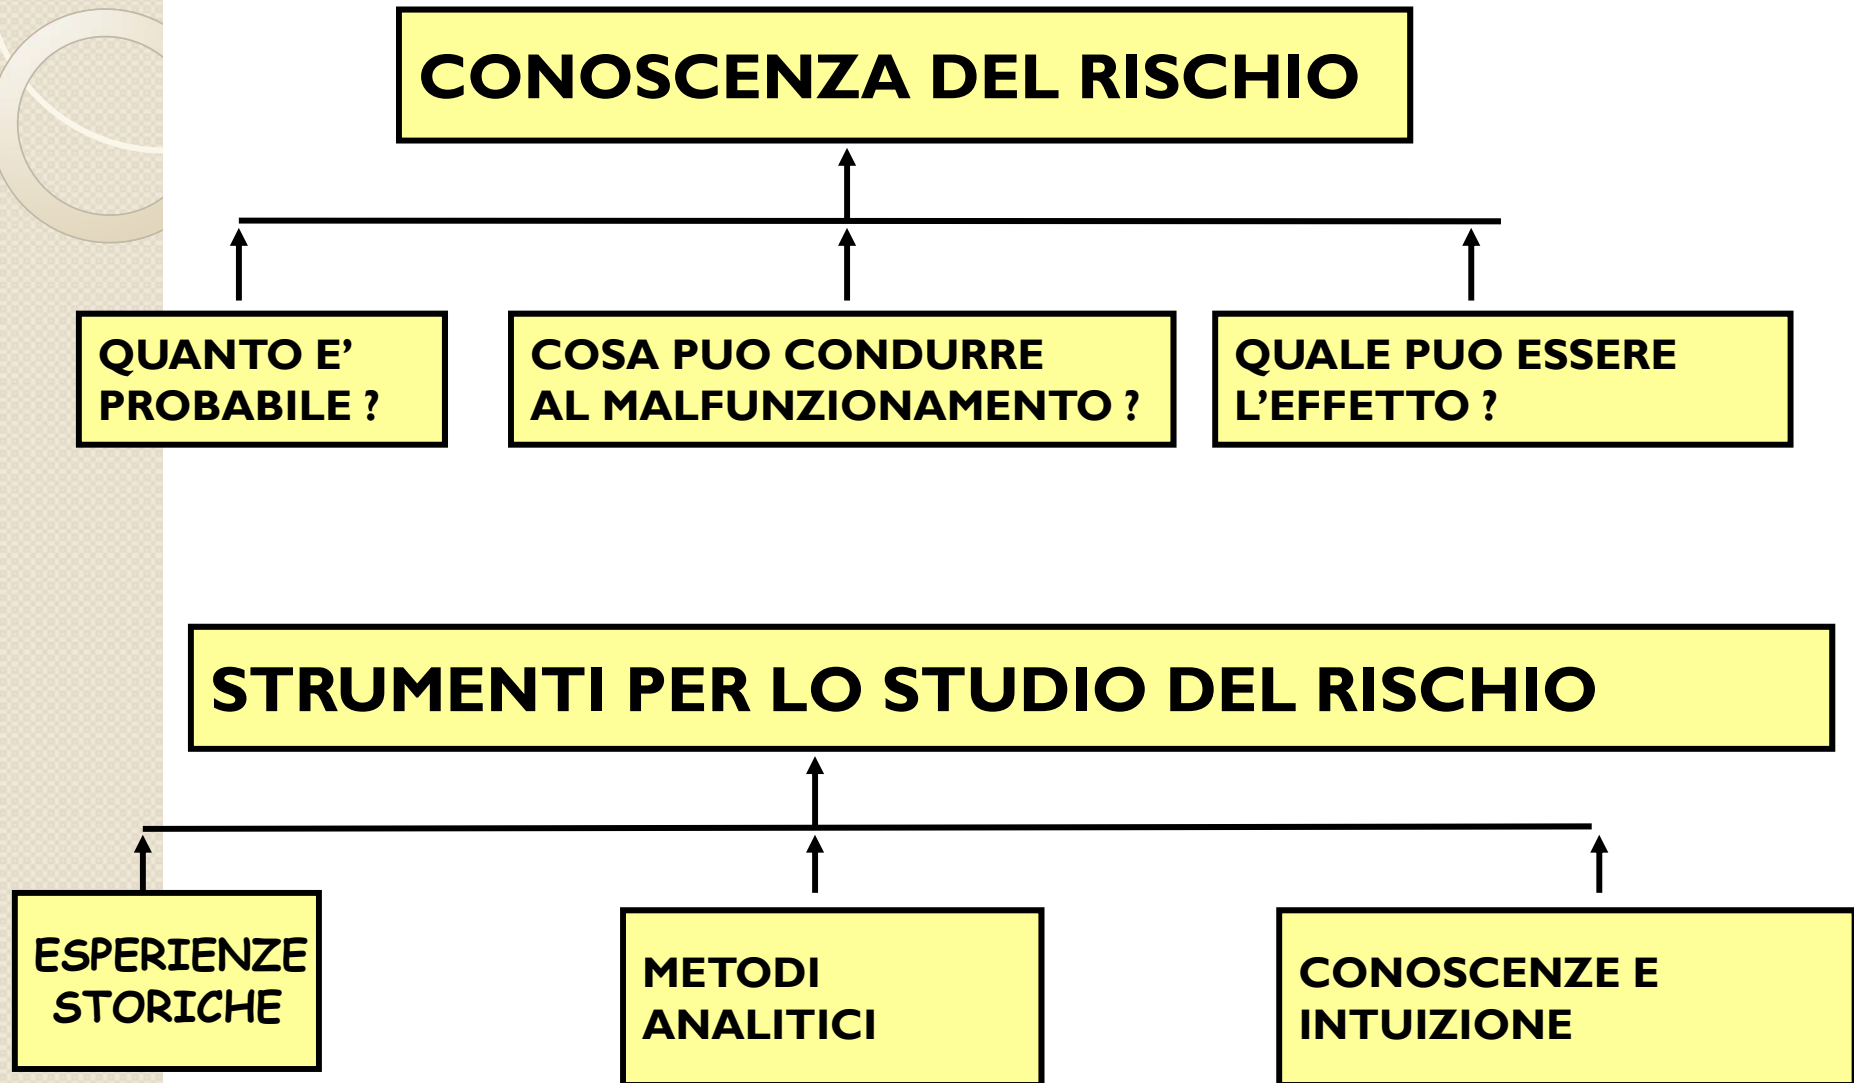 CONOSCENZA DEL RISCHIO
QUANTO E’
PROBABILE ?
COSA PUO CONDURRE
AL MALFUNZIONAMENTO ?
QUALE PUO ESSERE
L’EFFETTO ?
STRUMENTI PER LO STUDIO DEL RISCHIO
ESPERIENZE
STORICHE
METODI
ANALITICI
CONOSCENZE E
INTUIZIONE